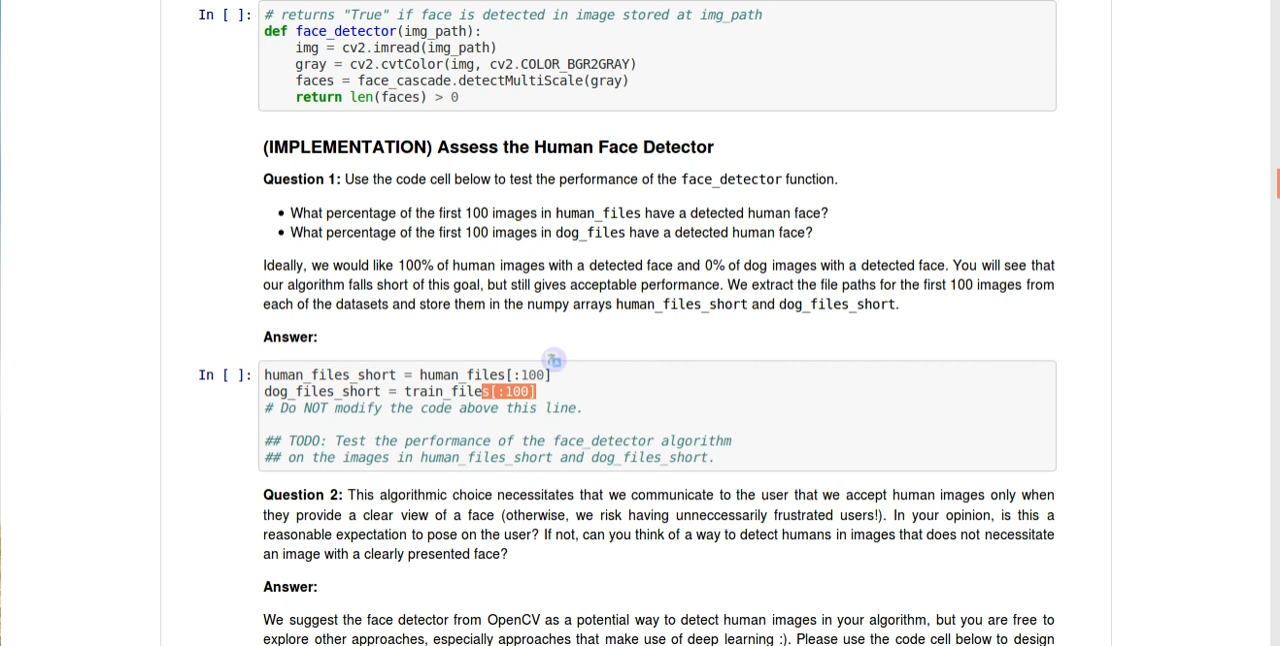 In [ ]: # returns "True" if face is detected in image stored at img_path
def face_detector(img_path):
    img = cv2.imread(img_path)
    gray = cv2.cvtColor(img, cv2.COLOR_BGR2GRAY)
    faces = face_cascade.detectMultiScale(gray)
    return len(faces) > 0
(IMPLEMENTATION) Assess the Human Face Detector
Question 1: Use the code cell below to test the performance of the face_detector function.
• What percentage of the first 100 images in human_files have a detected human face?
• What percentage of the first 100 images in dog_files have a detected human face?
Ideally, we would like 100% of human images with a detected face and 0% of dog images with a detected face. You will see that
our algorithm falls short of this goal, but still gives acceptable performance. We extract the file paths for the first 100 images from
each of the datasets and store them in the numpy arrays human_files_short and dog_files_short.
Answer:
In [ ]: human_files_short = human_files[:100]
dog_files_short = train_files[:100]
# Do NOT modify the code above this line.
## TODO: Test the performance of the face_detector algorithm
## on the images in human_files_short and dog_files_short.
Question 2: This algorithmic choice necessitates that we communicate to the user that we accept human images only when
they provide a clear view of a face (otherwise, we risk having unneccessarily frustrated users!). In your opinion, is this a
reasonable expectation to pose on the user? If not, can you think of a way to detect humans in images that does not necessitate
an image with a clearly presented face?
Answer:
We suggest the face detector from OpenCV as a potential way to detect human images in your algorithm, but you are free to
explore other approaches, especially approaches that make use of deep learning :). Please use the code cell below to design